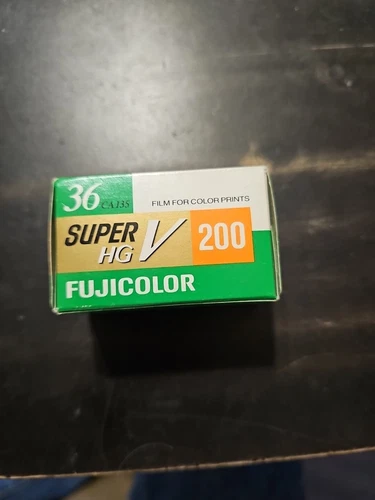 36 CA135
FILM FOR COLOR PRINTS
SUPER
HG V
200
FUJICOLOR